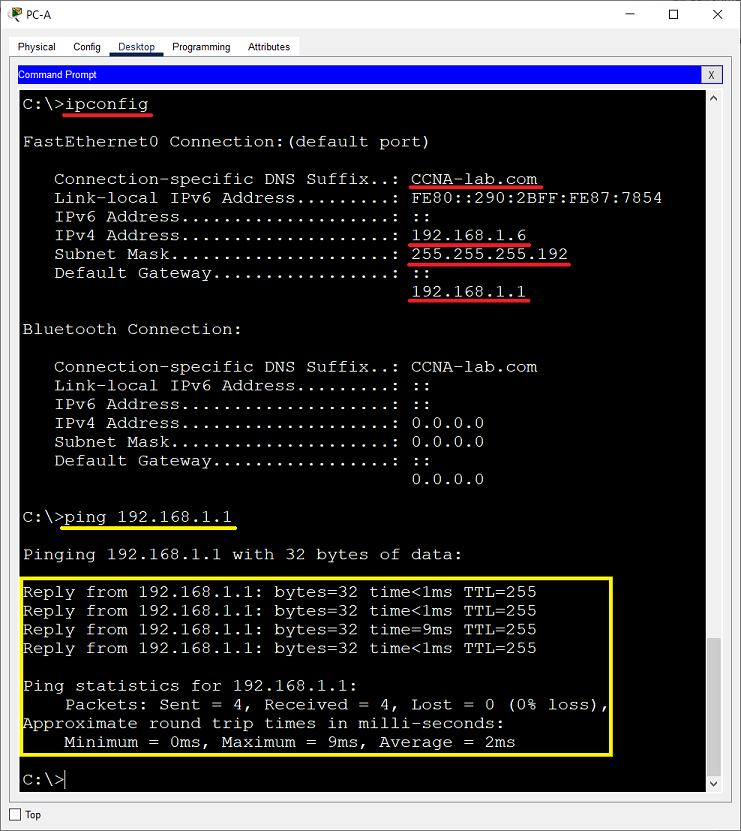 PC-A
Physical Config Desktop Programming Attributes
Command Prompt
X
C:\>ipconfig
FastEthernet0 Connection:(default port)
Connection-specific DNS Suffix..: CCNA-lab.com
Link-local IPv6 Address.........: FE80::290:2BFF:FE87:7854
IPv6 Address....................: ::
IPv4 Address....................: 192.168.1.6
Subnet Mask.....................: 255.255.255.192
Default Gateway.................: ::
192.168.1.1
Bluetooth Connection:
Connection-specific DNS Suffix..: CCNA-lab.com
Link-local IPv6 Address.........: ::
IPv6 Address....................: ::
IPv4 Address....................: 0.0.0.0
Subnet Mask.....................: 0.0.0.0
Default Gateway.................: ::
0.0.0.0
C:\>ping 192.168.1.1
Pinging 192.168.1.1 with 32 bytes of data:
Reply from 192.168.1.1: bytes=32 time<1ms TTL=255
Reply from 192.168.1.1: bytes=32 time<1ms TTL=255
Reply from 192.168.1.1: bytes=32 time=9ms TTL=255
Reply from 192.168.1.1: bytes=32 time<1ms TTL=255
Ping statistics for 192.168.1.1:
Packets: Sent = 4, Received = 4, Lost = 0 (0% loss),
Approximate round trip times in milli-seconds:
Minimum = 0ms, Maximum = 9ms, Average = 2ms
C:\>
Top